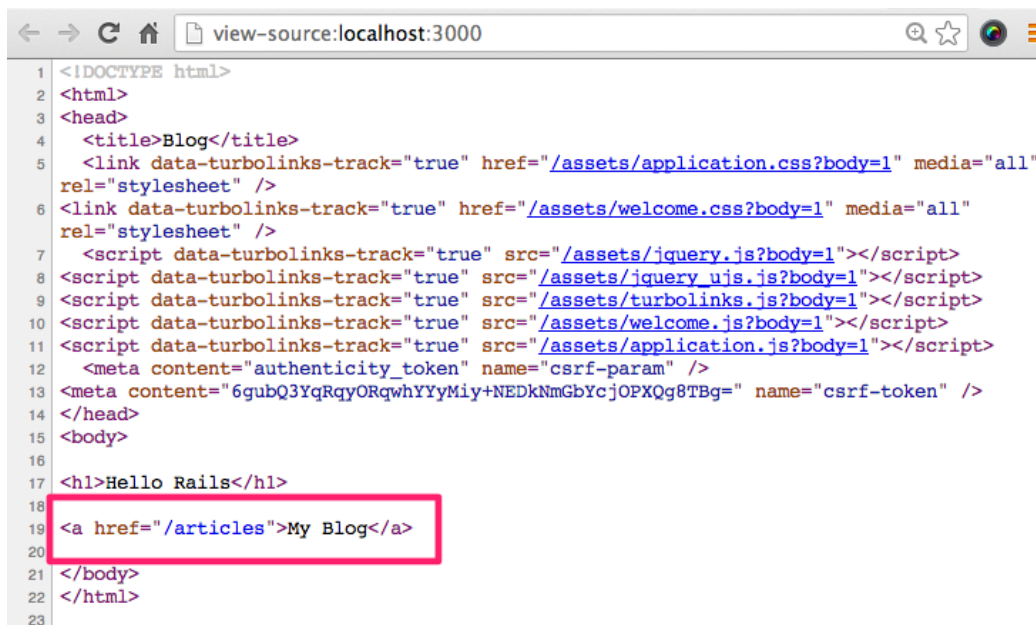 view-source:localhost:3000
1 <!DOCTYPE html>
2 <html>
3 <head>
4 <title>Blog</title>
5 <link data-turbolinks-track="true" href="/assets/application.css?body=1" media="all"
rel="stylesheet" />
6 <link data-turbolinks-track="true" href="/assets/welcome.css?body=1" media="all"
rel="stylesheet" />
7 <script data-turbolinks-track="true" src="/assets/jquery.js?body=1"></script>
8 <script data-turbolinks-track="true" src="/assets/jquery_ujs.js?body=1"></script>
9 <script data-turbolinks-track="true" src="/assets/turbolinks.js?body=1"></script>
10 <script data-turbolinks-track="true" src="/assets/welcome.js?body=1"></script>
11 <script data-turbolinks-track="true" src="/assets/application.js?body=1"></script>
12 <meta content="authenticity_token" name="csrf-param" />
13 <meta content="6gubQ3YqRqyORqwhYYyMiy+NEDkNmGbYcjOPXQg8TBg=" name="csrf-token" />
14 </head>
15 <body>
16
17 <h1>Hello Rails</h1>
18
19 <a href="/articles">My Blog</a>
20
21 </body>
22 </html>
23